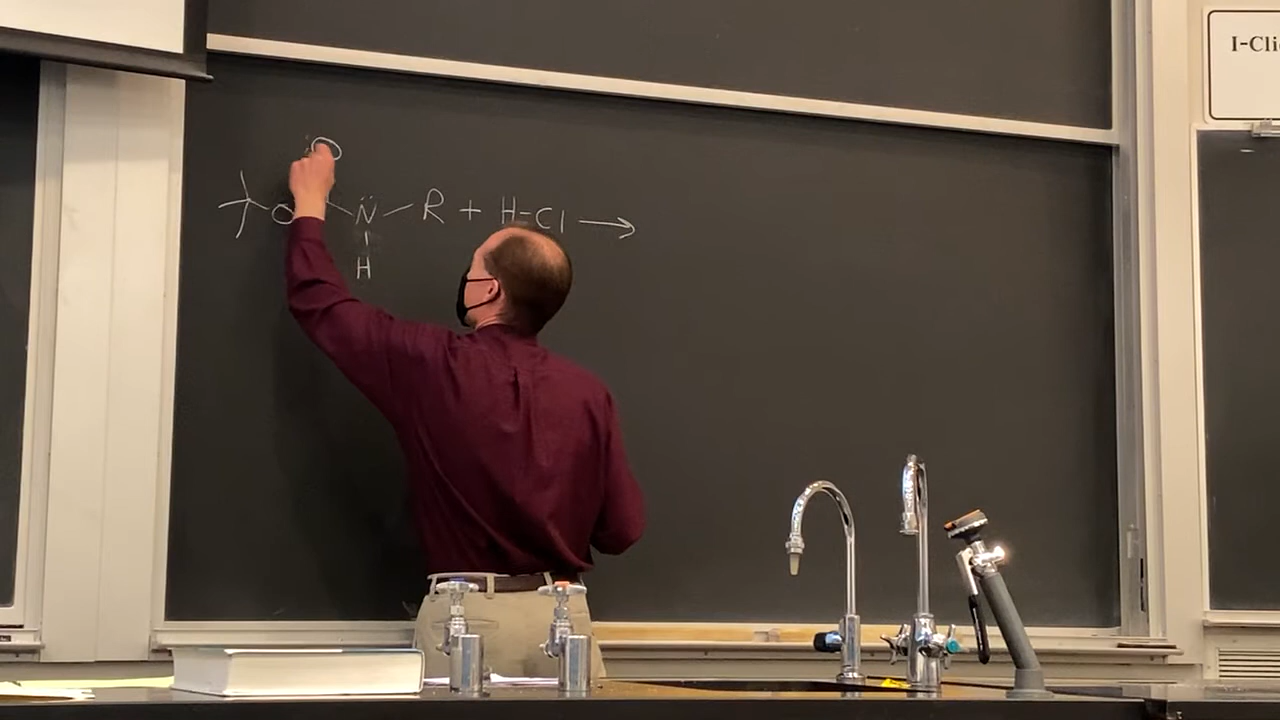 O
O N̈ - R + H-Cl →
H
I-Cli